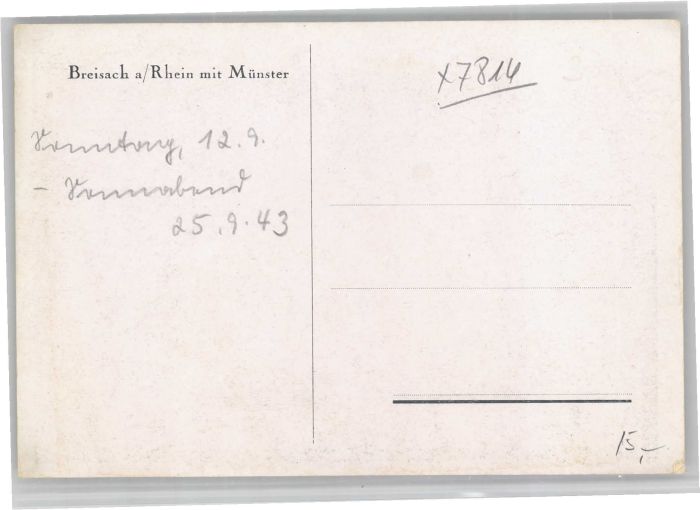 Breisach a/Rhein mit Münster
x7814
Sonntag, 12.9.
- Sonnabend
25.9.43
15,-